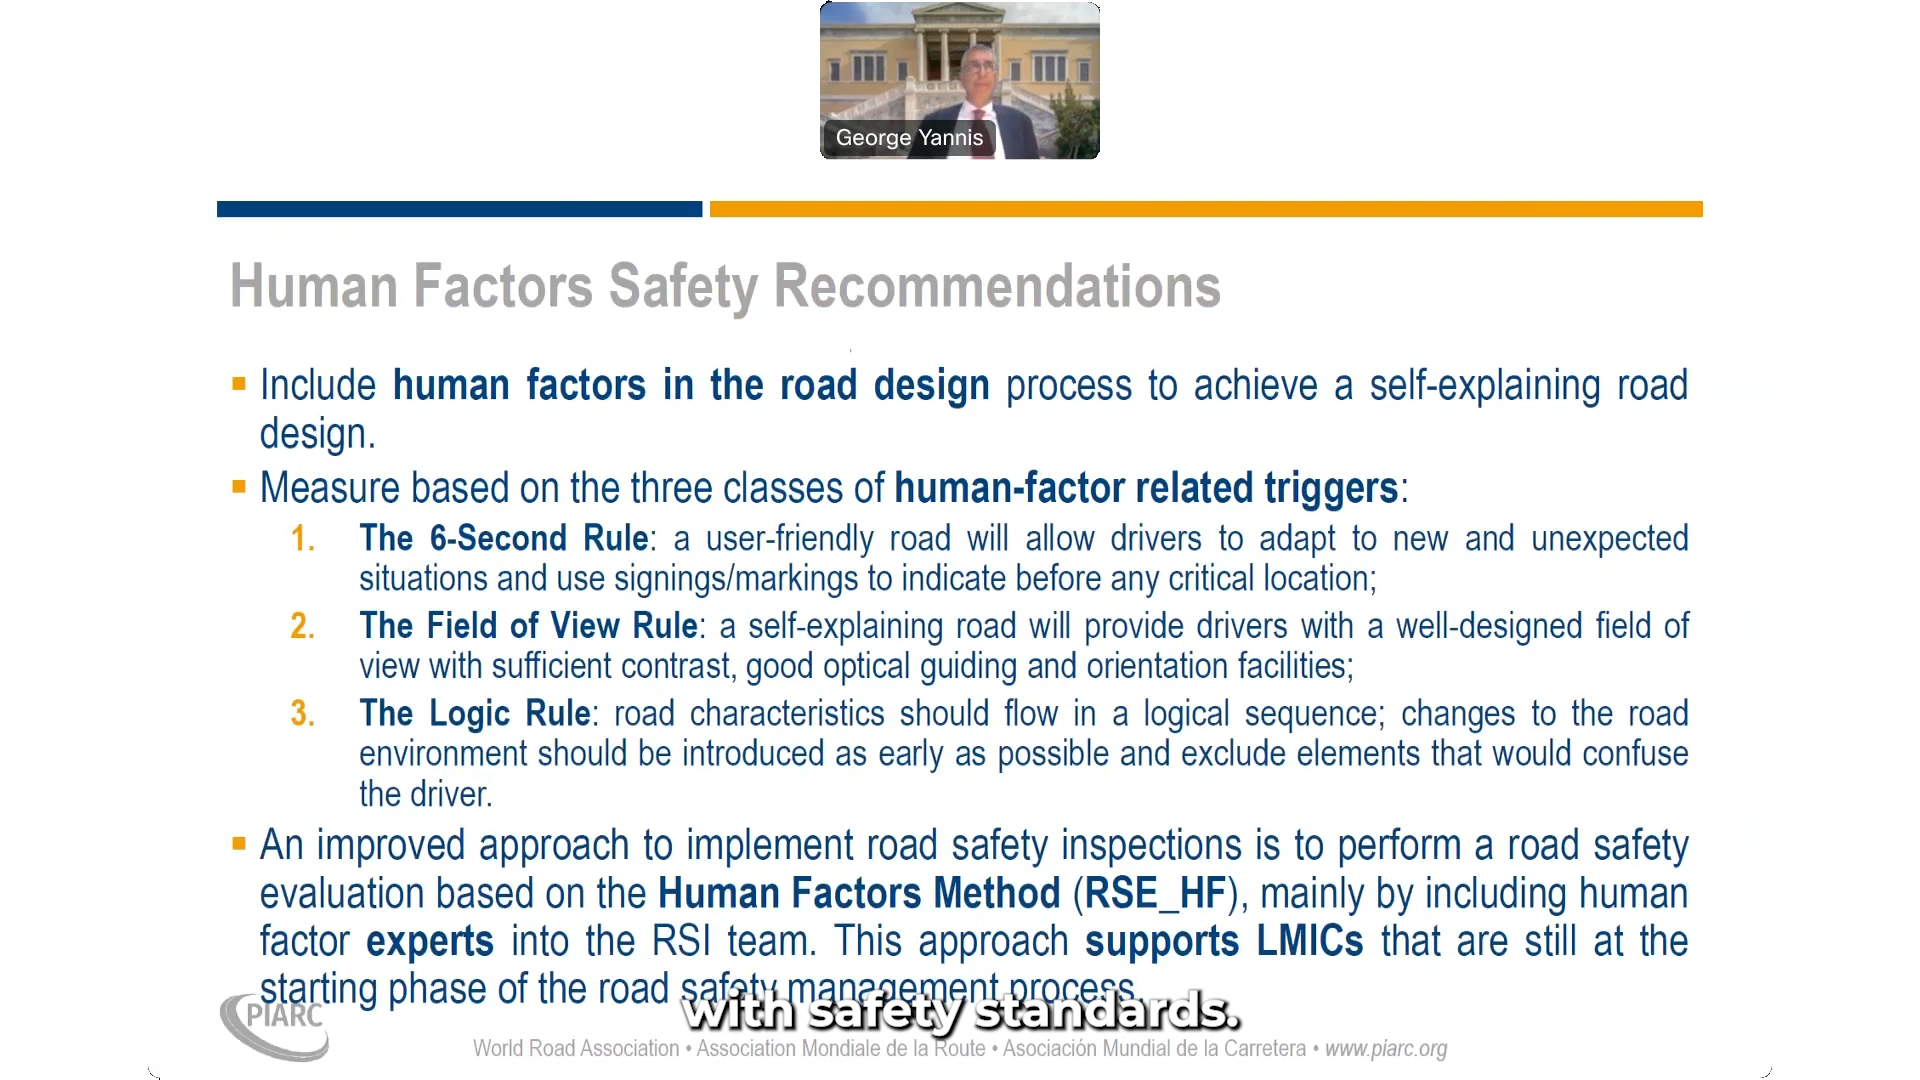 George Yannis
Human Factors Safety Recommendations
▪ Include human factors in the road design process to achieve a self-explaining road
design.
▪ Measure based on the three classes of human-factor related triggers:
1. The 6-Second Rule: a user-friendly road will allow drivers to adapt to new and unexpected
situations and use signings/markings to indicate before any critical location;
2. The Field of View Rule: a self-explaining road will provide drivers with a well-designed field of
view with sufficient contrast, good optical guiding and orientation facilities;
3. The Logic Rule: road characteristics should flow in a logical sequence; changes to the road
environment should be introduced as early as possible and exclude elements that would confuse
the driver.
▪ An improved approach to implement road safety inspections is to perform a road safety
evaluation based on the Human Factors Method (RSE_HF), mainly by including human
factor experts into the RSI team. This approach supports LMICs that are still at the
starting phase of the road safety management process.
with safety standards.
PIARC
World Road Association • Association Mondiale de la Route • Asociación Mundial de la Carretera • www.piarc.org